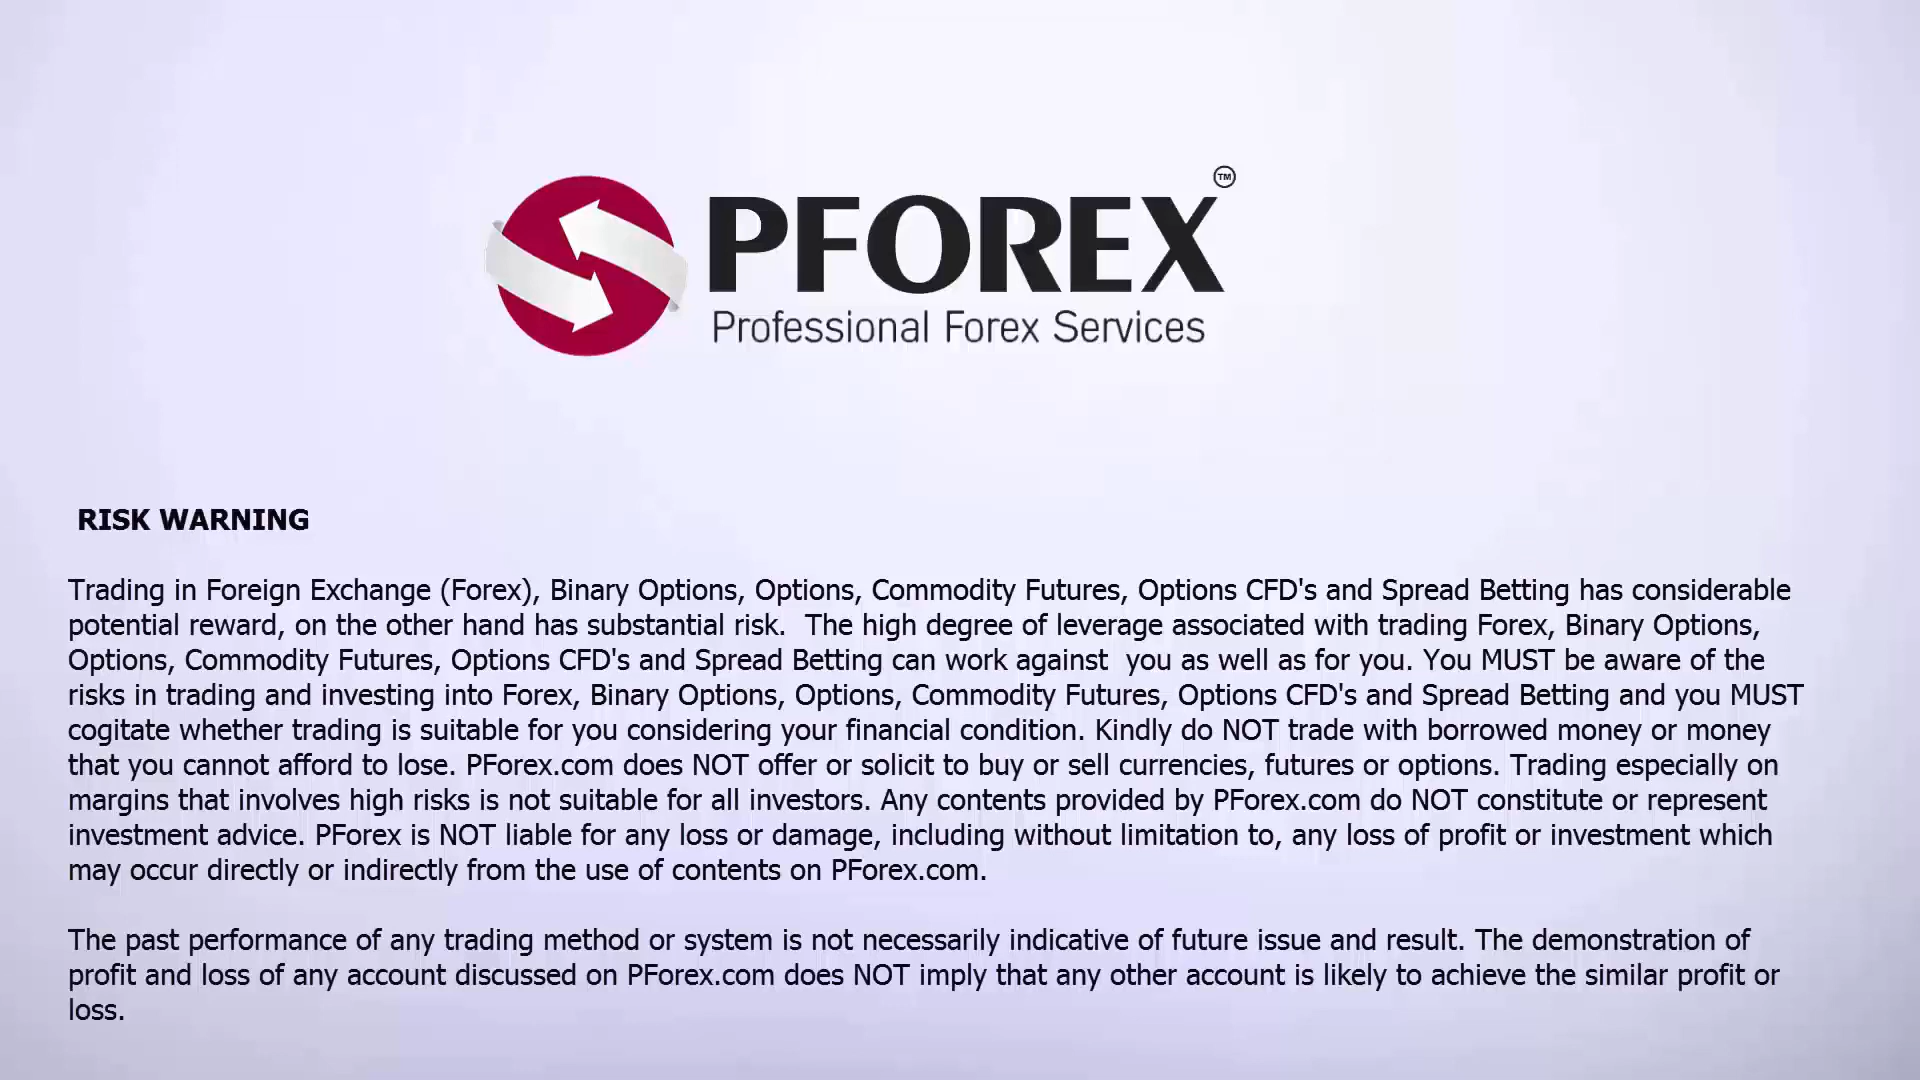 TM
PFOREX
Professional Forex Services
RISK WARNING
Trading in Foreign Exchange (Forex), Binary Options, Options, Commodity Futures, Options CFD's and Spread Betting has considerable
potential reward, on the other hand has substantial risk.  The high degree of leverage associated with trading Forex, Binary Options,
Options, Commodity Futures, Options CFD's and Spread Betting can work against  you as well as for you. You MUST be aware of the
risks in trading and investing into Forex, Binary Options, Options, Commodity Futures, Options CFD's and Spread Betting and you MUST
cogitate whether trading is suitable for you considering your financial condition. Kindly do NOT trade with borrowed money or money
that you cannot afford to lose. PForex.com does NOT offer or solicit to buy or sell currencies, futures or options. Trading especially on
margins that involves high risks is not suitable for all investors. Any contents provided by PForex.com do NOT constitute or represent
investment advice. PForex is NOT liable for any loss or damage, including without limitation to, any loss of profit or investment which
may occur directly or indirectly from the use of contents on PForex.com.
The past performance of any trading method or system is not necessarily indicative of future issue and result. The demonstration of
profit and loss of any account discussed on PForex.com does NOT imply that any other account is likely to achieve the similar profit or
loss.